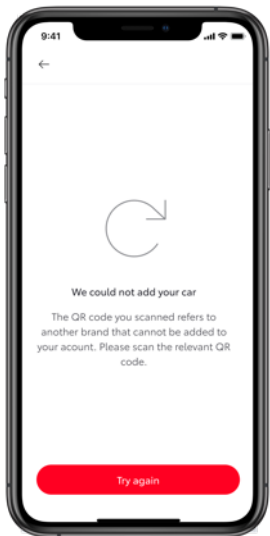 9:41
We could not add your car
The QR code you scanned refers to
another brand that cannot be added to
your acount. Please scan the relevant QR
code.
Try again